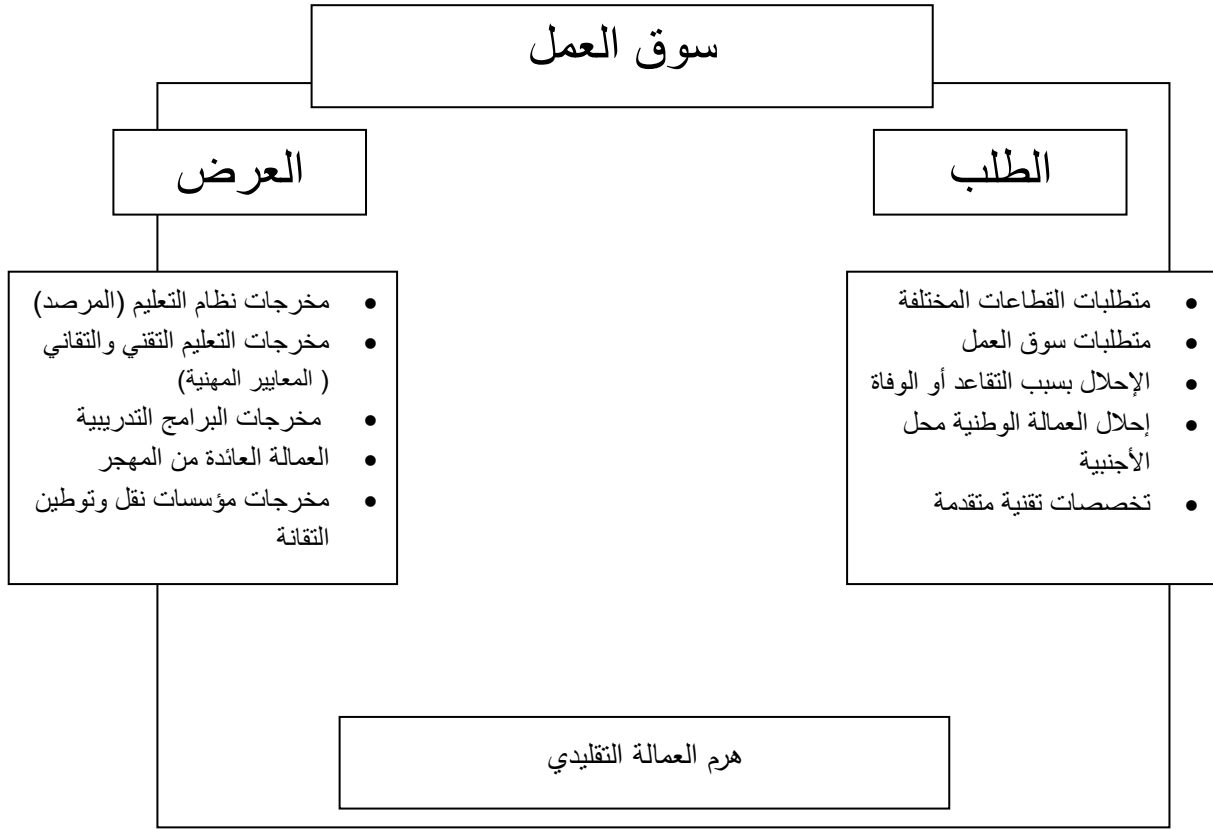 سوق العمل
الطلب
العرض
• متطلبات القطاعات المختلفة
• متطلبات سوق العمل
• الإحلال بسبب التقاعد أو الوفاة
• إحلال العمالة الوطنية محل
الأجنبية
• تخصصات تقنية متقدمة
• مخرجات نظام التعليم (المرصد)
• مخرجات التعليم التقني والتقاني
( المعايير المهنية)
• مخرجات البرامج التدريبية
• العمالة العائدة من المهجر
• مخرجات مؤسسات نقل وتوطين
التقانة
هرم العمالة التقليدي